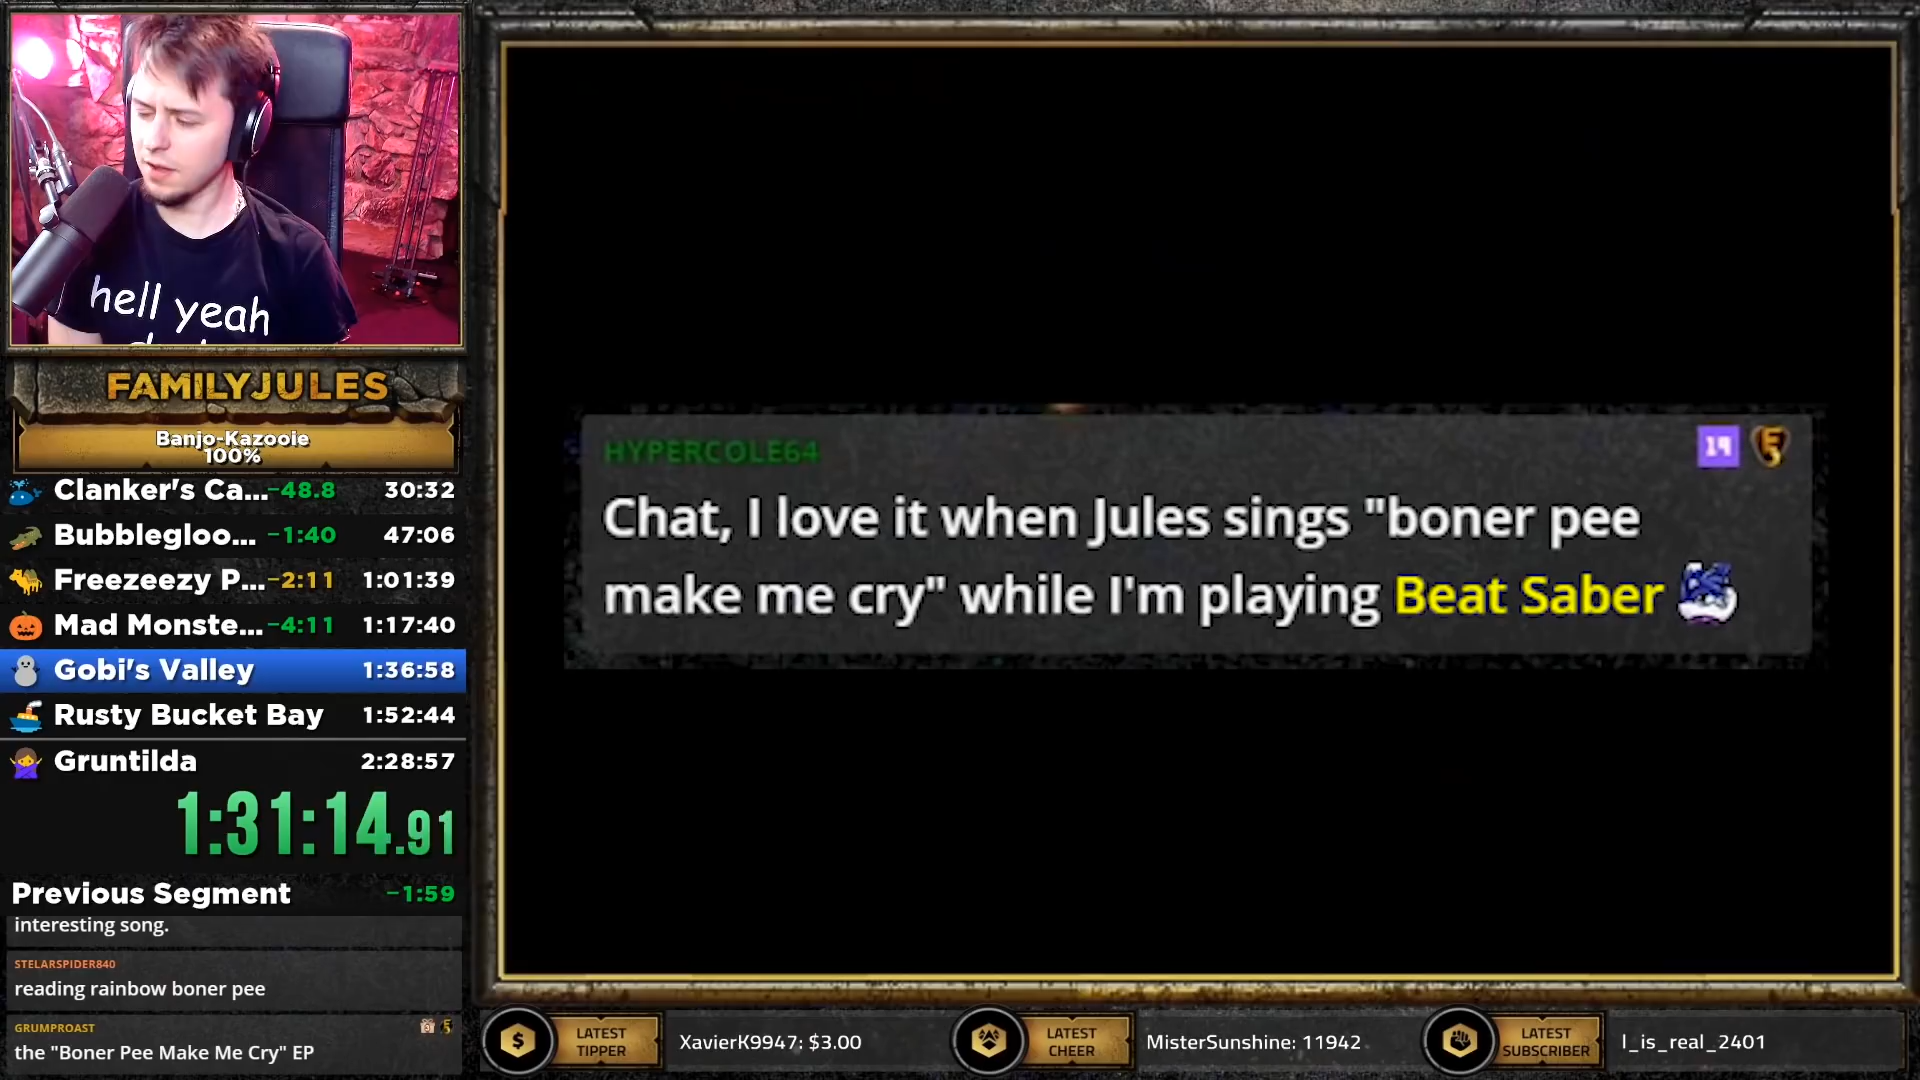 hell yeah
FAMILYJULES
Banjo-Kazooie
100%
Clanker's Ca... -48.8 30:32
Bubblegloo... -1:40 47:06
Freezeezy P... -2:11 1:01:39
Mad Monste... -4:11 1:17:40
Gobi's Valley 1:36:58
Rusty Bucket Bay 1:52:44
Gruntilda 2:28:57
1:31:14.91
Previous Segment -1:59
interesting song.
STELARSPIDER840
reading rainbow boner pee
GRUMPROAST
the "Boner Pee Make Me Cry" EP
HYPERCOLE64 19
Chat, I love it when Jules sings "boner pee
make me cry" while I'm playing Beat Saber
LATEST
TIPPER
XavierK9947: $3.00
LATEST
CHEER
MisterSunshine: 11942
LATEST
SUBSCRIBER
l_is_real_2401